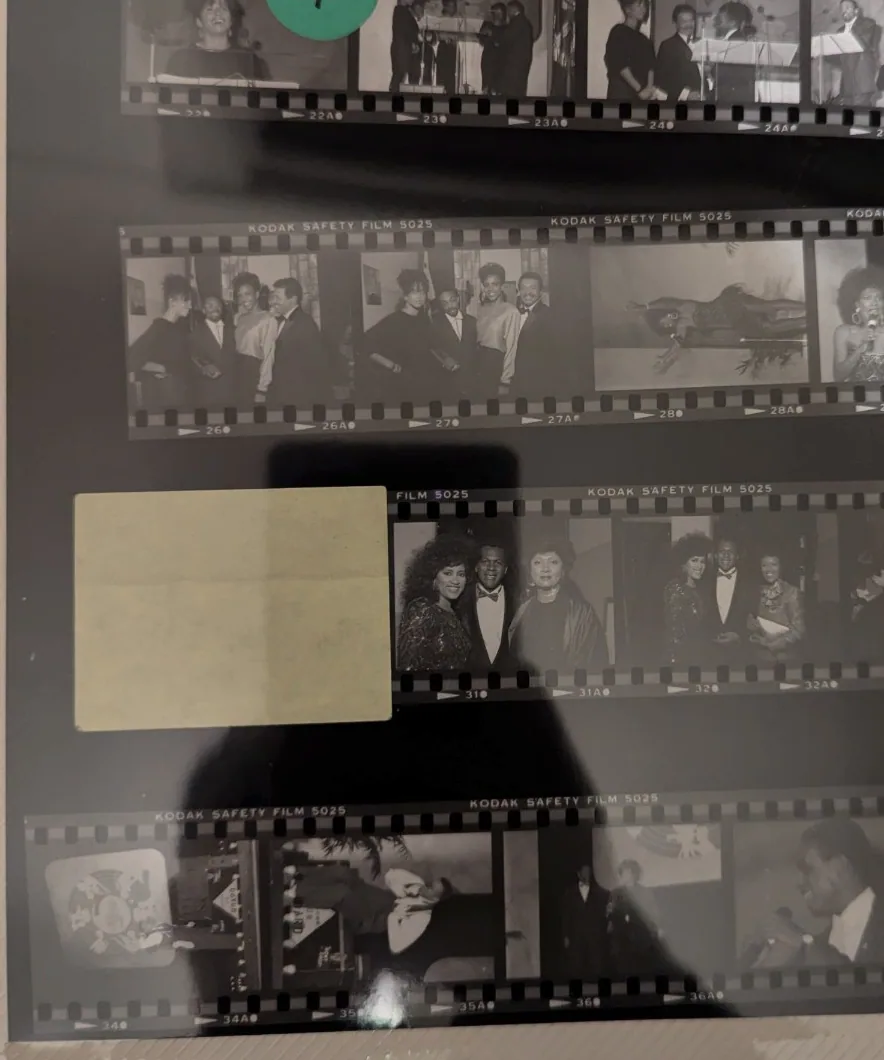 22 22A 23 23A 24 24A
KODAK SAFETY FILM 5025 KODAK SAFETY FILM 5025
26 26A 27 27A 28 28A
FILM 5025 KODAK SAFETY FILM 5025
31 31A 32 32A
KODAK SAFETY FILM 5025 KODAK SAFETY FILM 5025
34 34A 35 35A 36 36A